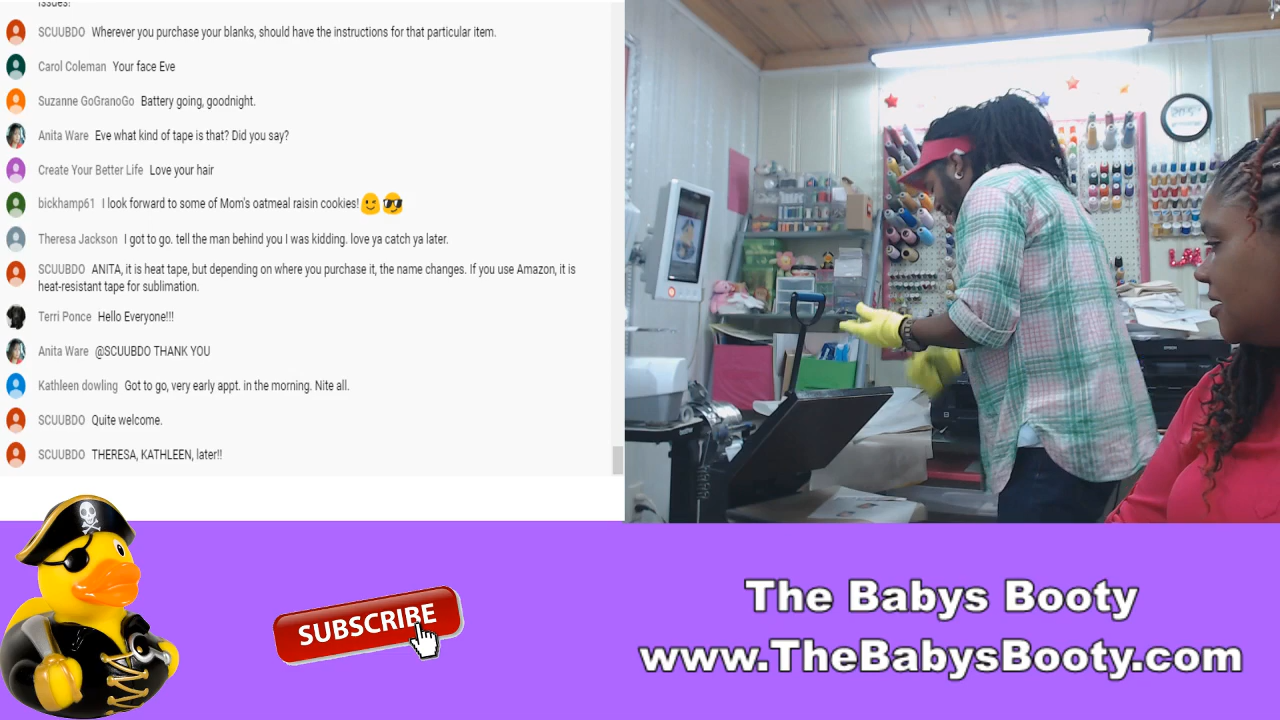 issues!
SCUUBDO Wherever you purchase your blanks, should have the instructions for that particular item.
Carol Coleman Your face Eve
Suzanne GoGranoGo Battery going, goodnight.
Anita Ware Eve what kind of tape is that? Did you say?
Create Your Better Life Love your hair
bickhamp61 I look forward to some of Mom's oatmeal raisin cookies!😉😎
Theresa Jackson I got to go. tell the man behind you I was kidding. love ya catch ya later.
SCUUBDO ANITA, it is heat tape, but depending on where you purchase it, the name changes. If you use Amazon, it is
heat-resistant tape for sublimation.
Terri Ponce Hello Everyone!!!
Anita Ware @SCUUBDO THANK YOU
Kathleen dowling Got to go, very early appt. in the morning. Nite all.
SCUUBDO Quite welcome.
SCUUBDO THERESA, KATHLEEN, later!!
EPSON
SUBSCRIBE
The Babys Booty
www.TheBabysBooty.com